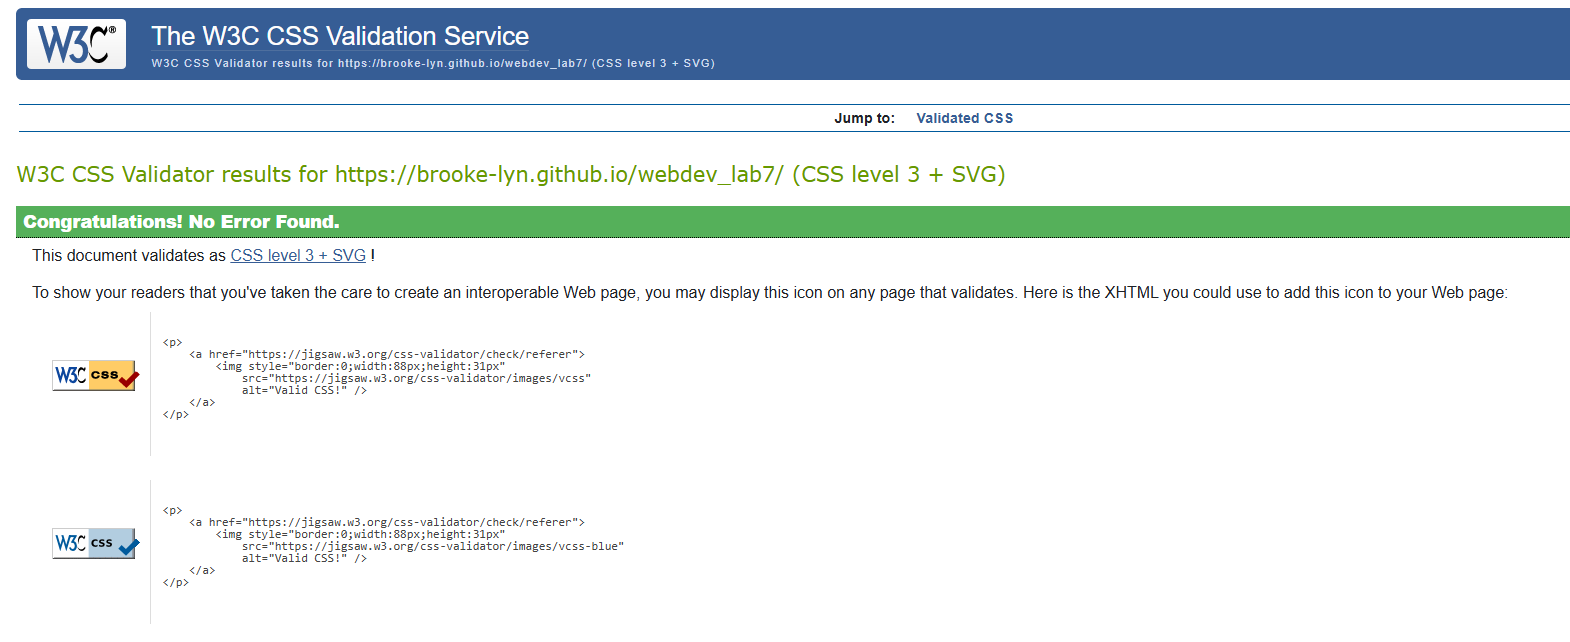 W3C®
The W3C CSS Validation Service
W3C CSS Validator results for https://brooke-lyn.github.io/webdev_lab7/ (CSS level 3 + SVG)
Jump to: Validated CSS
W3C CSS Validator results for https://brooke-lyn.github.io/webdev_lab7/ (CSS level 3 + SVG)
Congratulations! No Error Found.
This document validates as CSS level 3 + SVG !
To show your readers that you've taken the care to create an interoperable Web page, you may display this icon on any page that validates. Here is the XHTML you could use to add this icon to your Web page:
W3C css
<p>
    <a href="https://jigsaw.w3.org/css-validator/check/referer">
        <img style="border:0;width:88px;height:31px"
            src="https://jigsaw.w3.org/css-validator/images/vcss"
            alt="Valid CSS!" />
    </a>
</p>
W3C css
<p>
    <a href="https://jigsaw.w3.org/css-validator/check/referer">
        <img style="border:0;width:88px;height:31px"
            src="https://jigsaw.w3.org/css-validator/images/vcss-blue"
            alt="Valid CSS!" />
    </a>
</p>